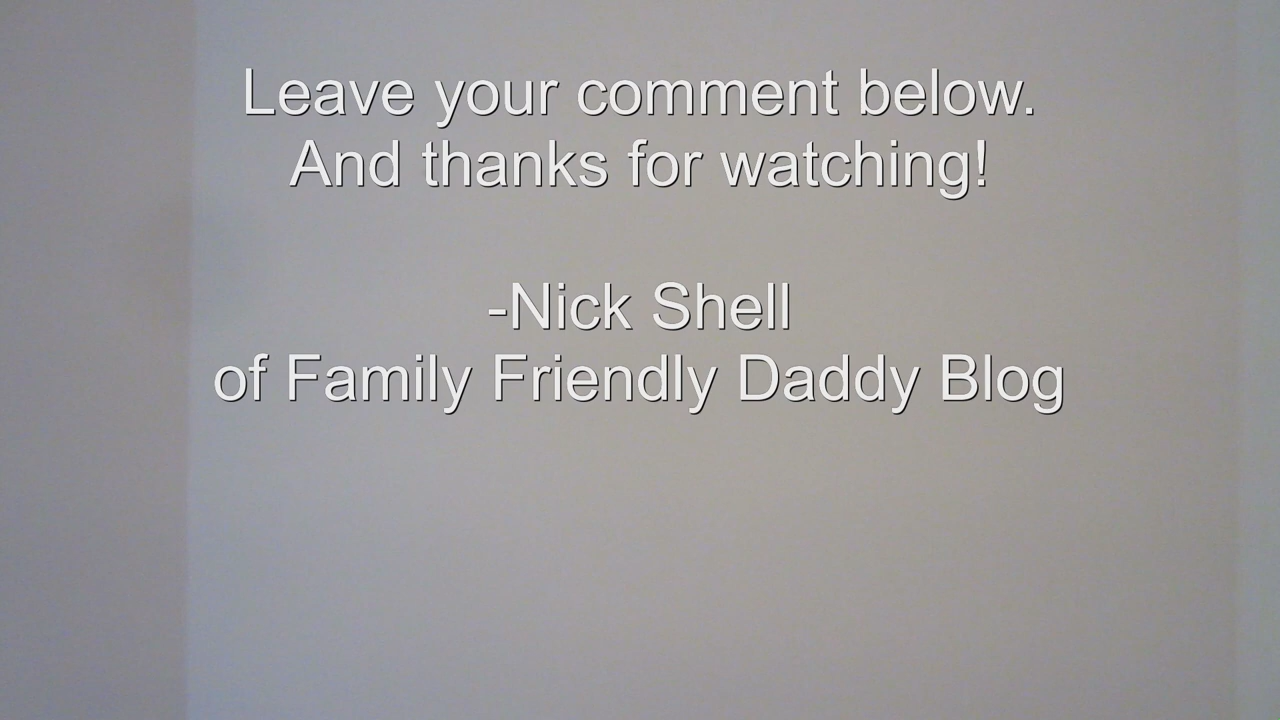 Leave your comment below.
And thanks for watching!
-Nick Shell
of Family Friendly Daddy Blog